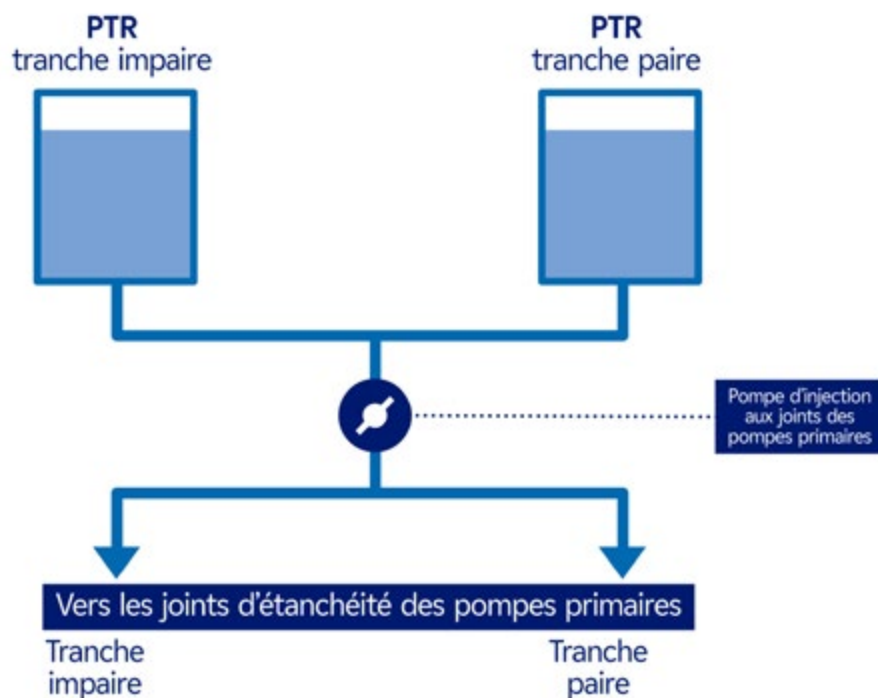 PTR
tranche impaire
PTR
tranche paire
Pompe d'injection
aux joints des
pompes primaires
Vers les joints d'étanchéité des pompes primaires
Tranche
impaire
Tranche
paire